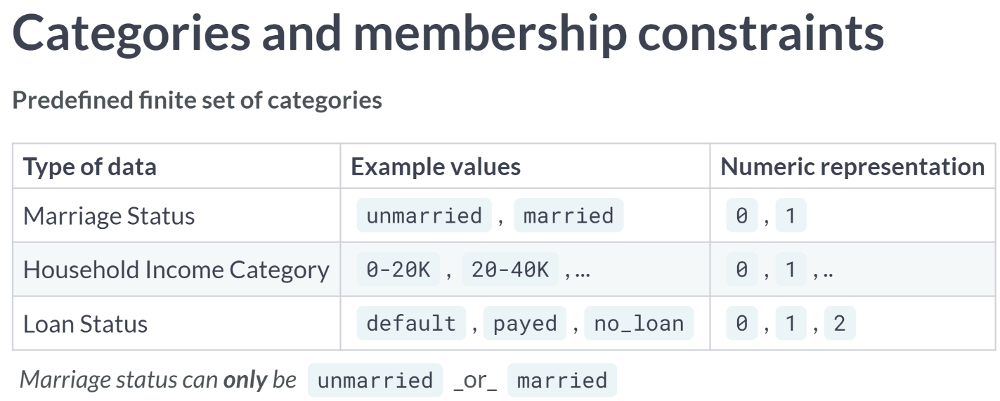 Categories and membership constraints
Predefined finite set of categories
Type of data Example values Numeric representation
Marriage Status unmarried , married 0 , 1
Household Income Category 0-20K , 20-40K , ... 0 , 1 , ..
Loan Status default , payed , no_loan 0 , 1 , 2
Marriage status can only be unmarried _or_ married